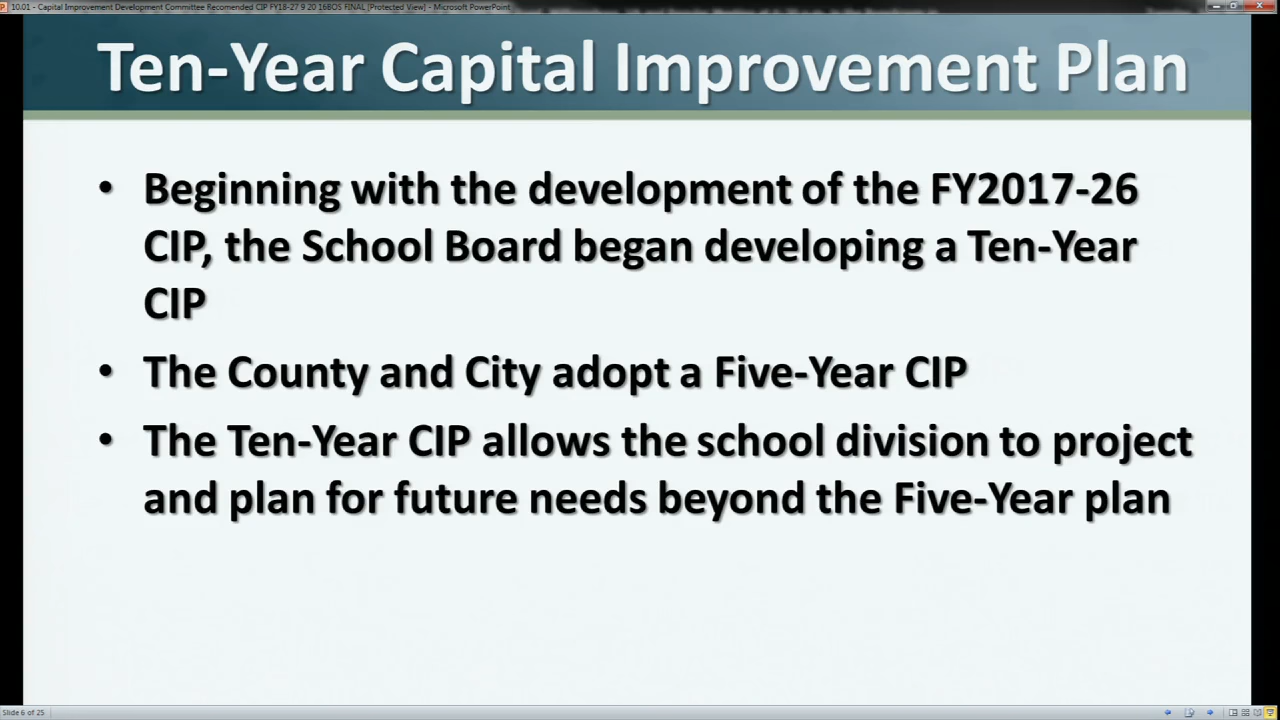 10.01 - Capital Improvement Development Committee Recomended CIP FY18-27 9 20 16BOS FINAL [Protected View] - Microsoft PowerPoint
Ten-Year Capital Improvement Plan
• Beginning with the development of the FY2017-26
CIP, the School Board began developing a Ten-Year
CIP
• The County and City adopt a Five-Year CIP
• The Ten-Year CIP allows the school division to project
and plan for future needs beyond the Five-Year plan
Slide 6 of 25